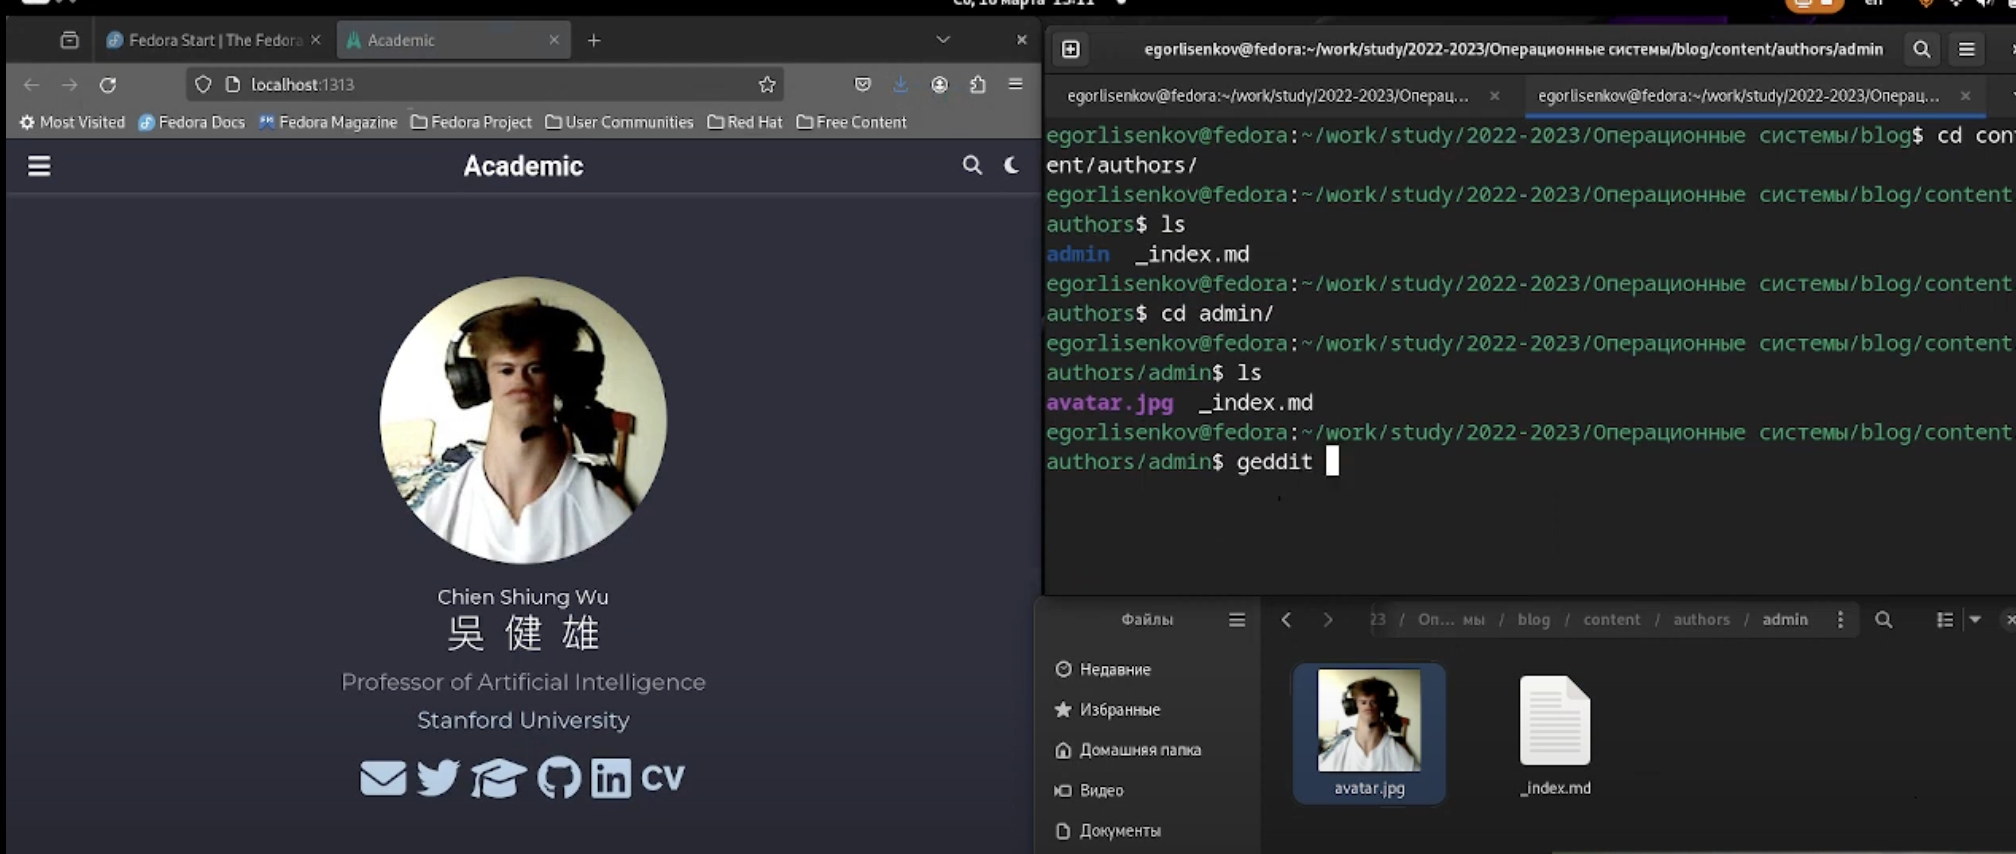 Fedora Start | The Fedora
Academic
localhost:1313
Most Visited Fedora Docs Fedora Magazine Fedora Project User Communities Red Hat Free Content
Academic
Chien Shiung Wu
吳健雄
Professor of Artificial Intelligence
Stanford University
CV
egorlisenkov@fedora:~/work/study/2022-2023/Операционные системы/blog/content/authors/admin
egorlisenkov@fedora:~/work/study/2022-2023/Операц...
egorlisenkov@fedora:~/work/study/2022-2023/Операц...
egorlisenkov@fedora:~/work/study/2022-2023/Операционные системы/blog$ cd con
ent/authors/
egorlisenkov@fedora:~/work/study/2022-2023/Операционные системы/blog/content
authors$ ls
admin _index.md
egorlisenkov@fedora:~/work/study/2022-2023/Операционные системы/blog/content
authors$ cd admin/
egorlisenkov@fedora:~/work/study/2022-2023/Операционные системы/blog/content
authors/admin$ ls
avatar.jpg _index.md
egorlisenkov@fedora:~/work/study/2022-2023/Операционные системы/blog/content
authors/admin$ geddit
Файлы
23 / Оп... мы / blog / content / authors / admin
Недавние
Избранные
Домашняя папка
Видео
Документы
avatar.jpg
_index.md